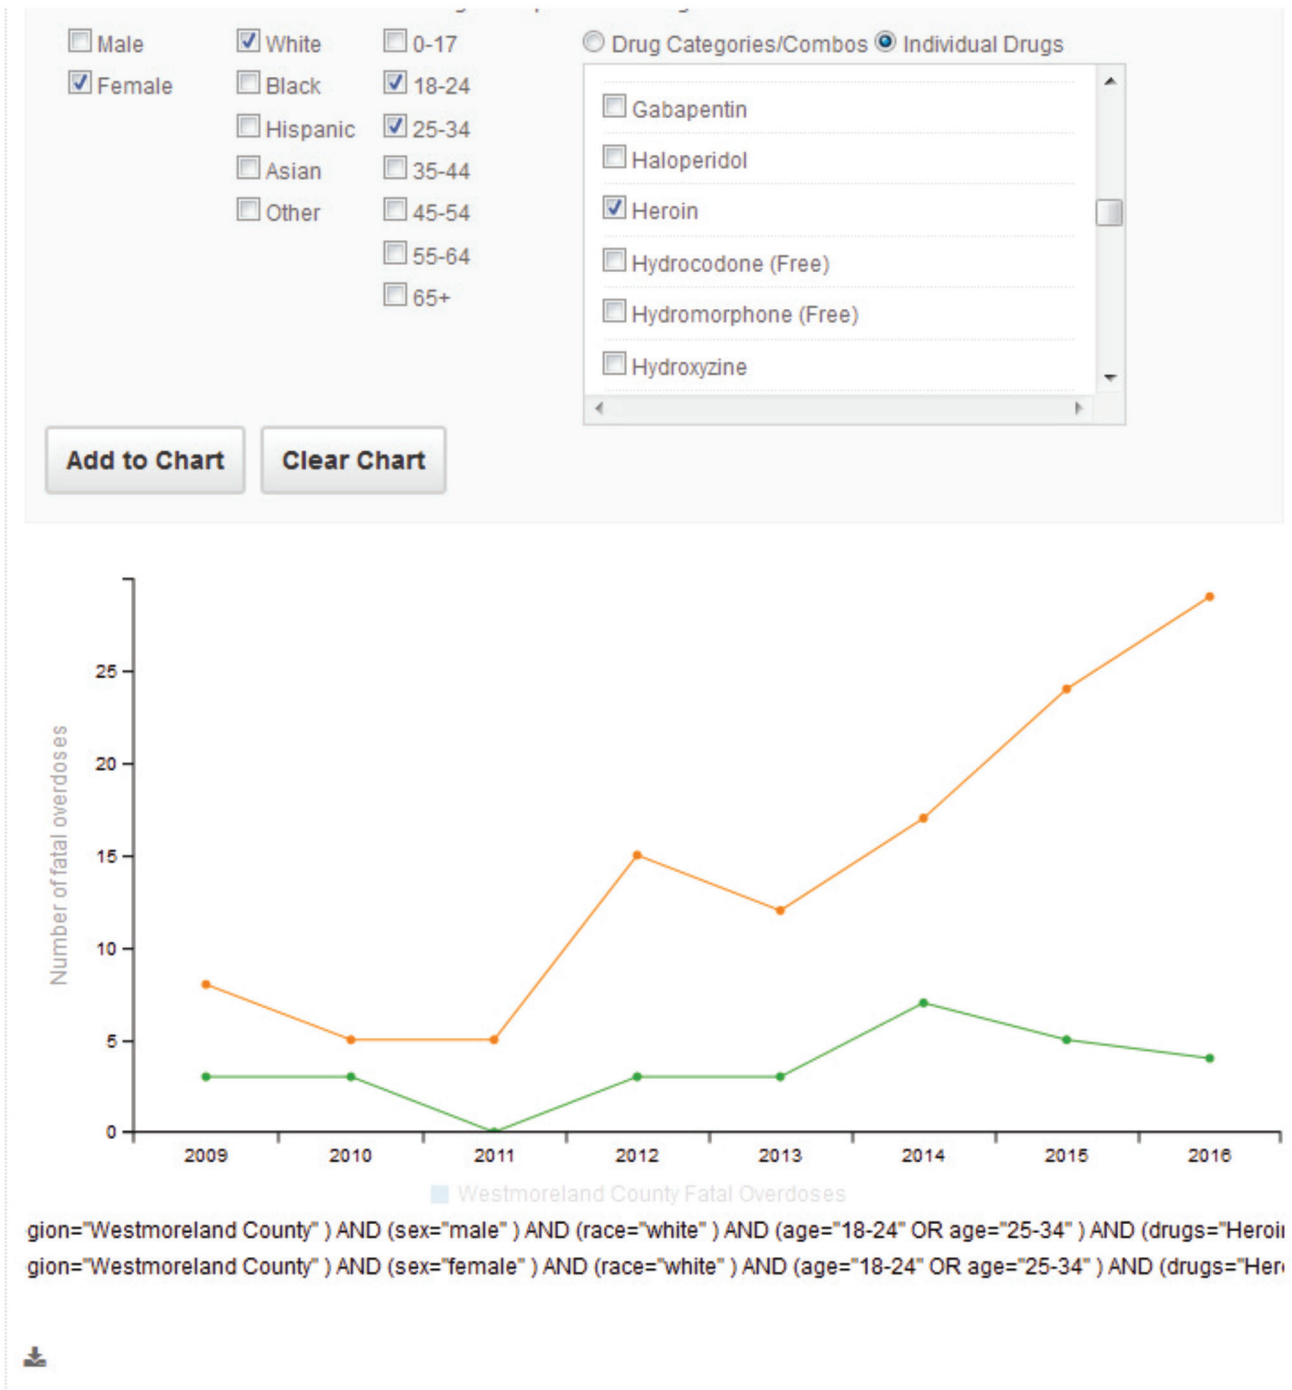 Male White 0-17 Drug Categories/Combos Individual Drugs
Female Black 18-24
Gabapentin
Hispanic 25-34
Haloperidol
Asian 35-44
Other 45-54
Heroin
55-64
Hydrocodone (Free)
65+
Hydromorphone (Free)
Hydroxyzine
Add to Chart Clear Chart
Number of fatal overdoses
25
20
15
10
5
0
2009 2010 2011 2012 2013 2014 2015 2016
Westmoreland County Fatal Overdoses
gion="Westmoreland County" ) AND (sex="male" ) AND (race="white" ) AND (age="18-24" OR age="25-34" ) AND (drugs="Heroi
gion="Westmoreland County" ) AND (sex="female" ) AND (race="white" ) AND (age="18-24" OR age="25-34" ) AND (drugs="Her